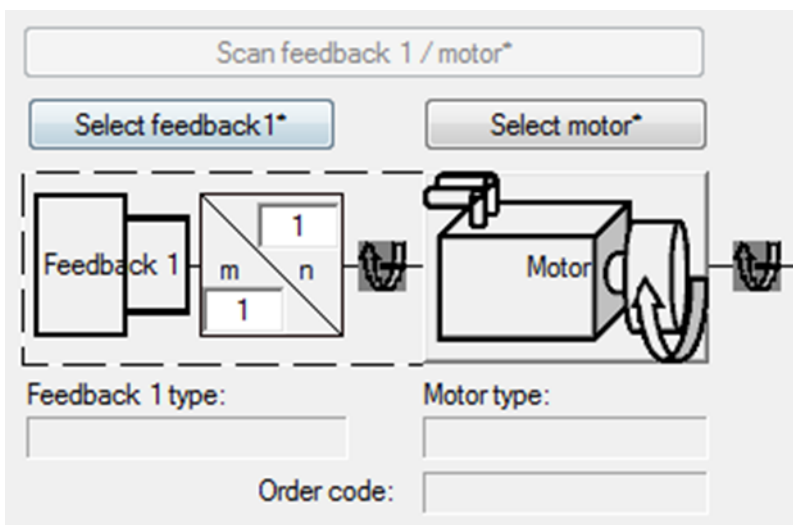 Scan feedback 1 / motor*
Select feedback1*
Select motor*
1
Feedback 1
m
n
Motor
1
Feedback 1 type:
Motor type:
Order code: